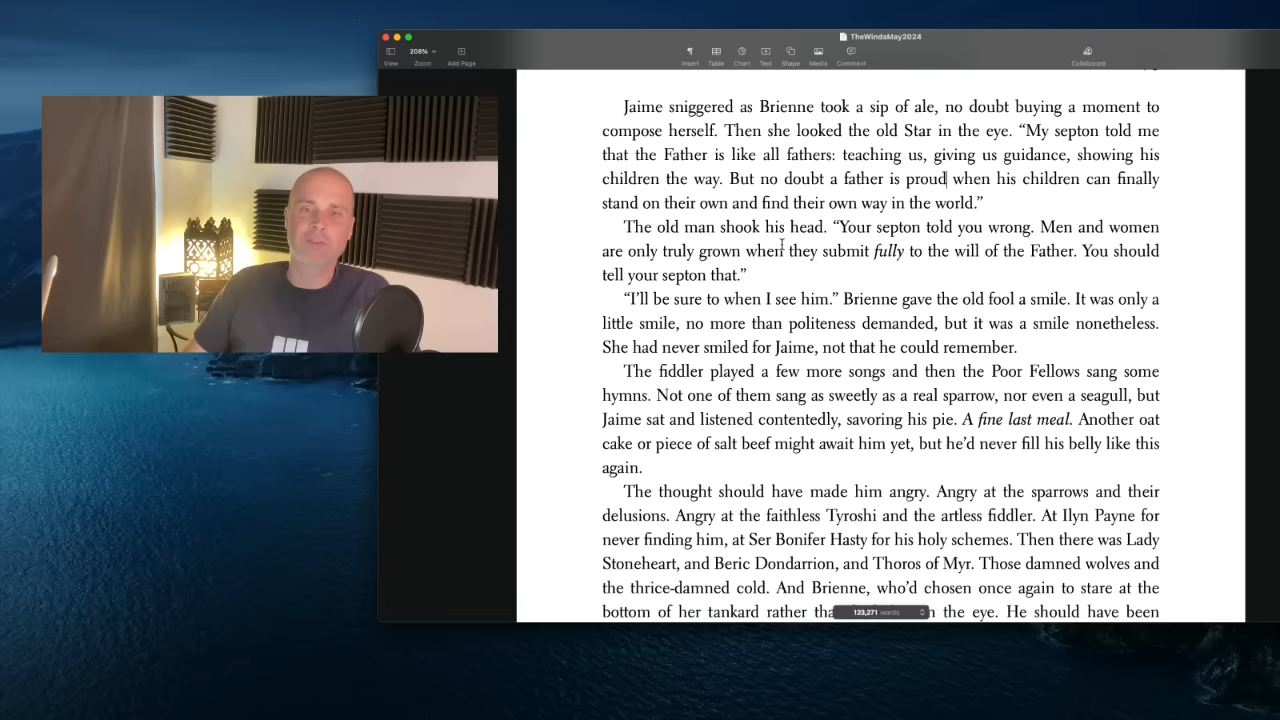 TheWindsMay2024
208%
View
Zoom
Add Page
Insert
Table
Chart
Text
Shape
Media
Comment
Collaborate
Jaime sniggered as Brienne took a sip of ale, no doubt buying a moment to
compose herself. Then she looked the old Star in the eye. “My septon told me
that the Father is like all fathers: teaching us, giving us guidance, showing his
children the way. But no doubt a father is proud when his children can finally
stand on their own and find their own way in the world.”
The old man shook his head. “Your septon told you wrong. Men and women
are only truly grown when they submit fully to the will of the Father. You should
tell your septon that.”
“I’ll be sure to when I see him.” Brienne gave the old fool a smile. It was only a
little smile, no more than politeness demanded, but it was a smile nonetheless.
She had never smiled for Jaime, not that he could remember.
The fiddler played a few more songs and then the Poor Fellows sang some
hymns. Not one of them sang as sweetly as a real sparrow, nor even a seagull, but
Jaime sat and listened contentedly, savoring his pie. A fine last meal. Another oat
cake or piece of salt beef might await him yet, but he’d never fill his belly like this
again.
The thought should have made him angry. Angry at the sparrows and their
delusions. Angry at the faithless Tyroshi and the artless fiddler. At Ilyn Payne for
never finding him, at Ser Bonifer Hasty for his holy schemes. Then there was Lady
Stoneheart, and Beric Dondarrion, and Thoros of Myr. Those damned wolves and
the thrice-damned cold. And Brienne, who’d chosen once again to stare at the
bottom of her tankard rather the eye. He should have been
123,271 words